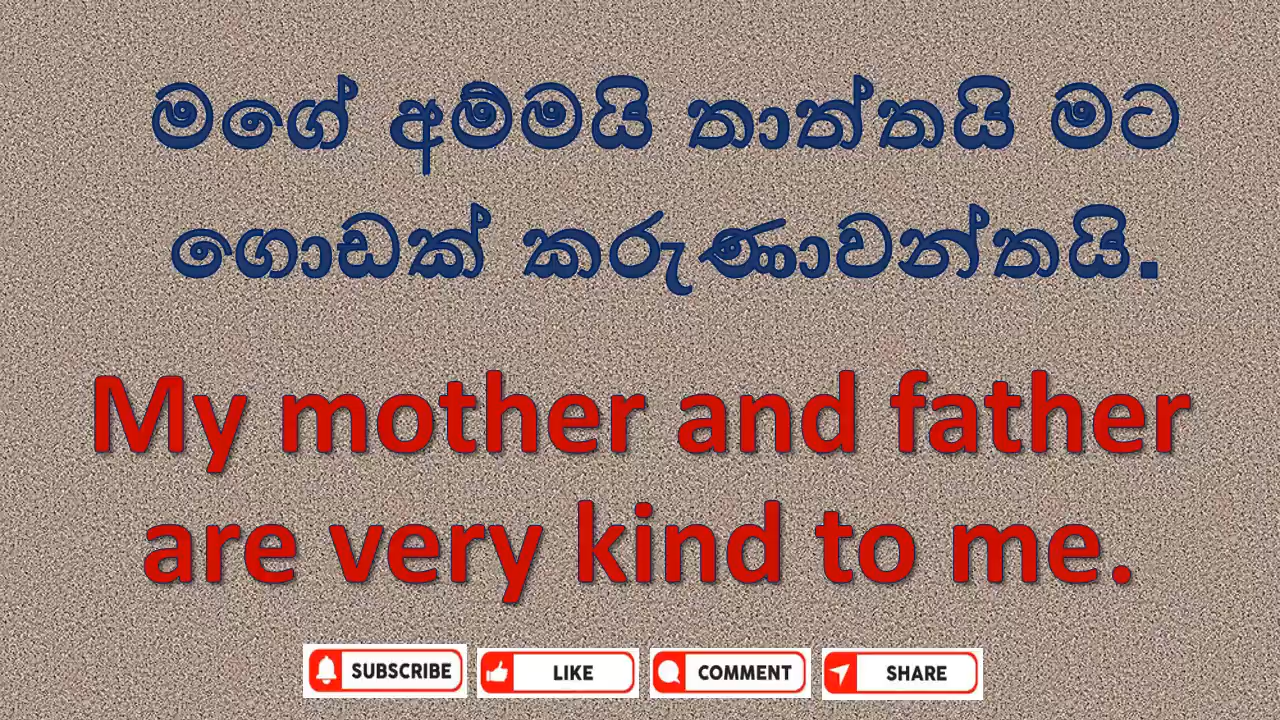 මගේ අම්මයි තාත්තයි මට
ගොඩක් කරුණාවන්තයි.
My mother and father
are very kind to me.
SUBSCRIBE LIKE COMMENT SHARE